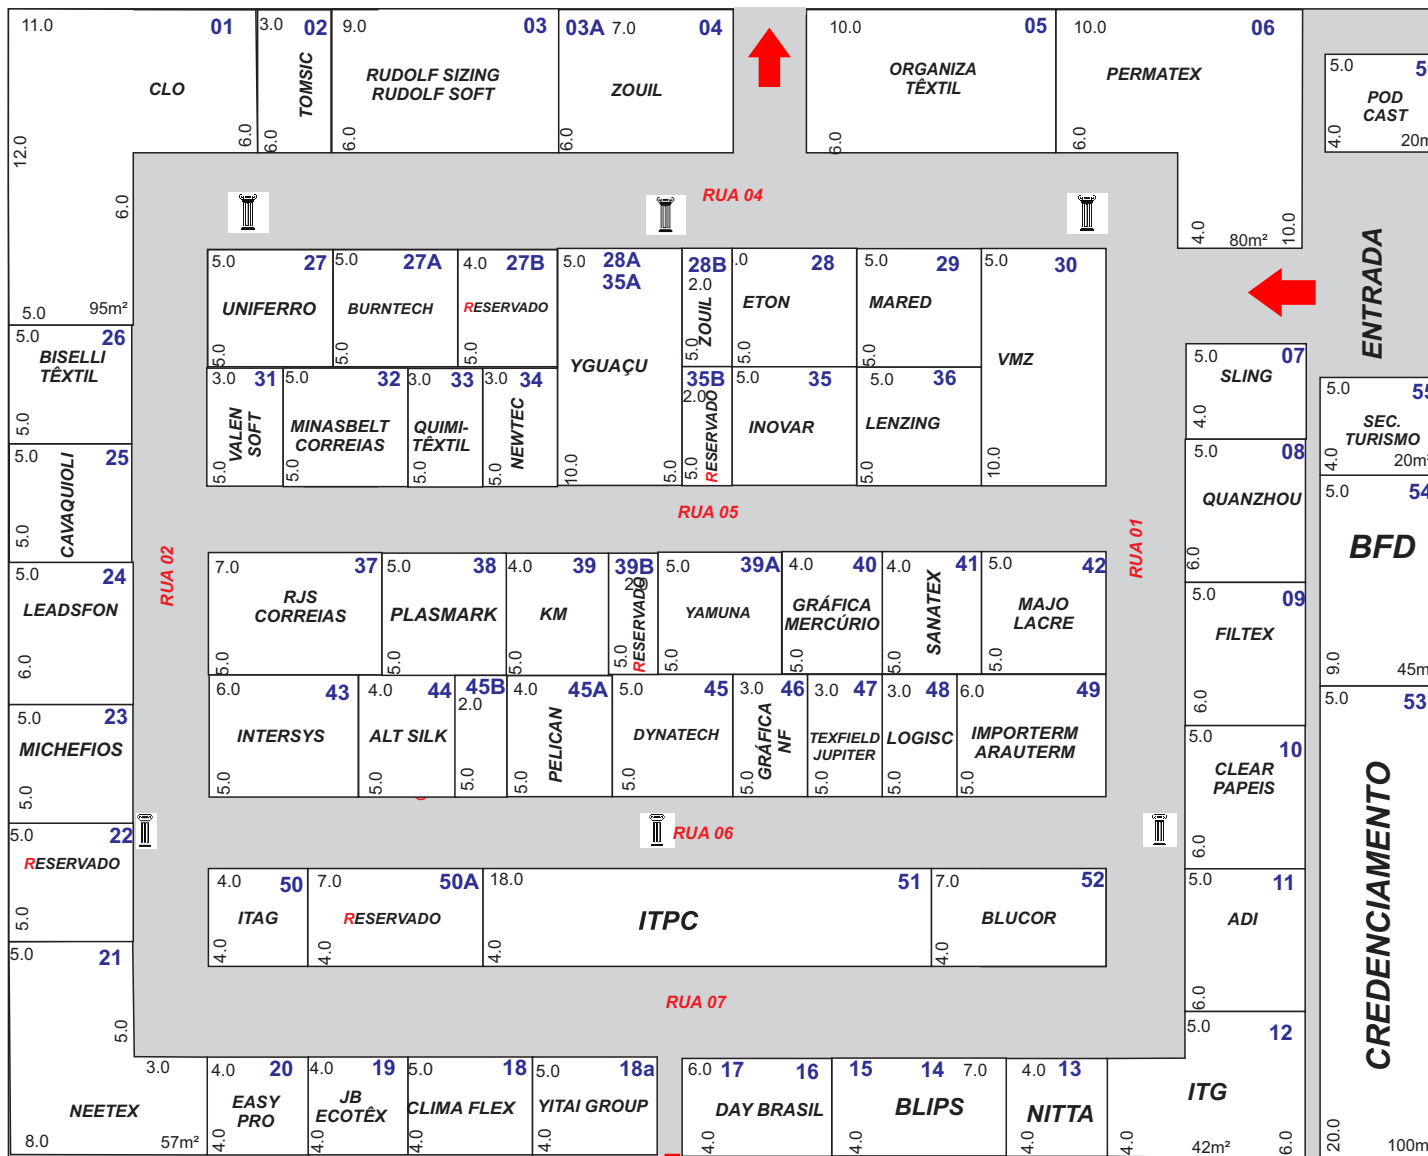 11.0 01
CLO
12.0
6.0
6.0
5.0 95m²
3.0 02
TOMSIC
6.0
9.0 03
RUDOLF SIZING
RUDOLF SOFT
6.0
03A 7.0 04
ZOUIL
6.0
10.0 05
ORGANIZA
TÊXTIL
6.0
10.0 06
PERMATEX
6.0
4.0 80m² 10.0
5.0 5
POD
CAST
4.0 20m
RUA 04
ENTRADA
5.0 27
UNIFERRO
5.0
5.0 27A
BURNTECH
5.0
4.0 27B
RESERVADO
5.0
5.0 28A
35A
YGUAÇU
10.0 5.0
28B
2.0
ZOUIL
5.0
.0 28
ETON
5.0
5.0 29
MARED
5.0
5.0 30
VMZ
10.0
5.0 26
BISELLI
TÊXTIL
5.0
3.0 31
VALEN
SOFT
5.0
5.0 32
MINASBELT
CORREIAS
5.0
3.0 33
QUIMI-
TÊXTIL
5.0
3.0 34
NEWTEC
5.0
35B
2.0
RESERVADO
5.0
5.0 35
INOVAR
5.0 36
LENZING
5.0
5.0 07
SLING
4.0
5.0 55
SEC.
TURISMO
4.0 20m²
5.0 25
CAVAQUIOLI
5.0
RUA 05
5.0 08
QUANZHOU
6.0
5.0 54
BFD
9.0 45m
RUA 02
RUA 01
5.0 24
LEADSFON
6.0
7.0 37
RJS
CORREIAS
5.0
5.0 38
PLASMARK
5.0
4.0 39
KM
5.0
39B
2.0
RESERVADO
5.0
5.0 39A
YAMUNA
5.0
4.0 40
GRÁFICA
MERCÚRIO
5.0
4.0 41
SANATEX
5.0
5.0 42
MAJO
LACRE
5.0
5.0 09
FILTEX
6.0
5.0 23
MICHEFIOS
5.0
6.0 43
INTERSYS
5.0
4.0 44
ALT SILK
5.0
45B
2.0
5.0
4.0 45A
PELICAN
5.0
5.0 45
DYNATECH
5.0
3.0 46
GRÁFICA
NF
5.0
3.0 47
TEXFIELD
JUPITER
5.0
3.0 48
LOGISC
5.0
6.0 49
IMPORTERM
ARAUTERM
5.0
5.0 10
CLEAR
PAPEIS
6.0
5.0 53
CREDENCIAMENTO
20.0 100m
5.0 22
RESERVADO
5.0
RUA 06
4.0 50
ITAG
4.0
7.0 50A
RESERVADO
4.0
18.0 51
ITPC
4.0
7.0 52
BLUCOR
4.0
5.0 11
ADI
6.0
5.0 21
5.0
3.0
NEETEX
8.0 57m²
RUA 07
4.0 20
EASY
PRO
4.0
4.0 19
JB
ECOTÊX
4.0
5.0 18
CLIMA FLEX
4.0
5.0 18a
YITAI GROUP
4.0
6.0 17 16
DAY BRASIL
4.0
15 14 7.0
BLIPS
4.0
4.0 13
NITTA
5.0 12
ITG
4.0 42m² 6.0